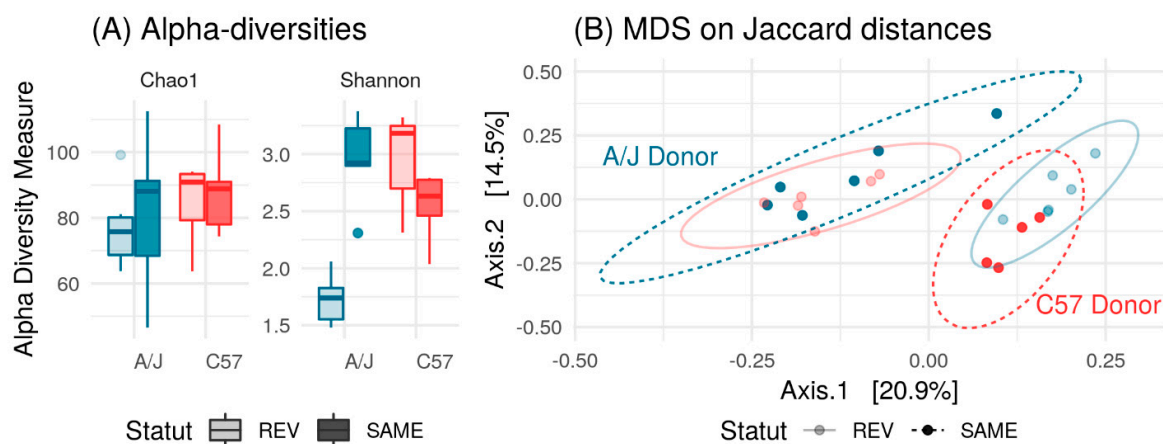 (A) Alpha-diversities
Chao1
Shannon
Alpha Diversity Measure
100
80
60
3.0
2.5
2.0
1.5
A/J
C57
A/J
C57
Statut REV SAME
(B) MDS on Jaccard distances
Axis.2 [14.5%]
0.50
0.25
0.00
-0.25
-0.50
A/J Donor
C57 Donor
-0.50
-0.25
0.00
0.25
Axis.1 [20.9%]
Statut REV SAME